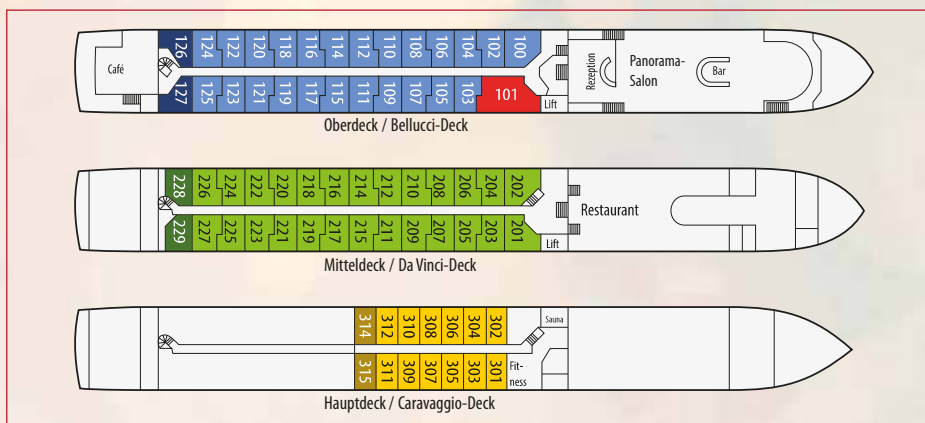 126 124 122 120 118 116 114 112 110 106 104 102 100
Café
Rezeption
Panorama-
Salon
Bar
127 125 123 121 119 117 111 109 107 105 103 101
Lift
Oberdeck / Bellucci-Deck
228 226 224 222 220 218 216 214 212 210 208 206 204 202
Restaurant
229 227 225 223 221 219 217 215 211 209 207 205 203 201
Lift
Mitteldeck / Da Vinci-Deck
314 312 310 308 306 304 302
Sauna
315 311 309 307 305 303 301
Fit-
ness
Hauptdeck / Caravaggio-Deck